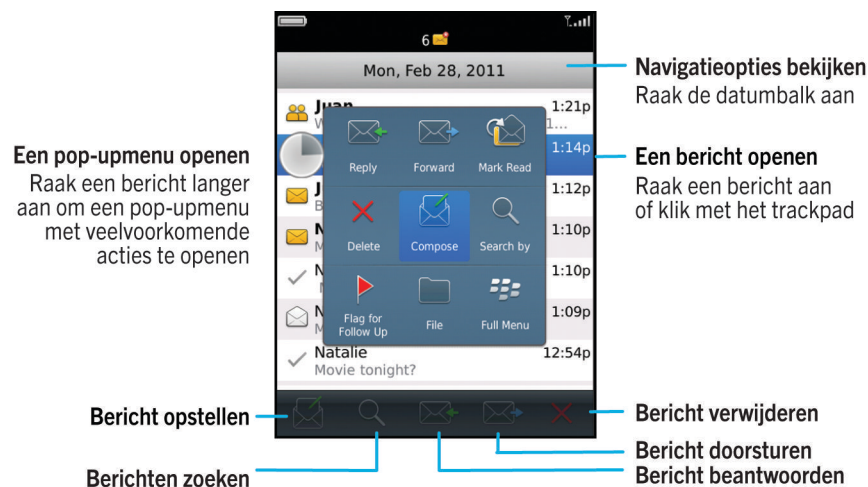 6
Mon, Feb 28, 2011
Navigatieopties bekijken
Raak de datumbalk aan
Juan
1:21p
1...
Een pop-upmenu openen
Raak een bericht langer
aan om een pop-upmenu
met veelvoorkomende
acties te openen
Reply
Forward
Mark Read
1:14p
Een bericht openen
Raak een bericht aan
of klik met het trackpad
1:12p
1:10p
Delete
Compose
Search by
1:10p
1:09p
Flag for
Follow Up
File
Full Menu
Natalie
12:54p
Movie tonight?
Bericht opstellen
Berichten zoeken
Bericht verwijderen
Bericht doorsturen
Bericht beantwoorden